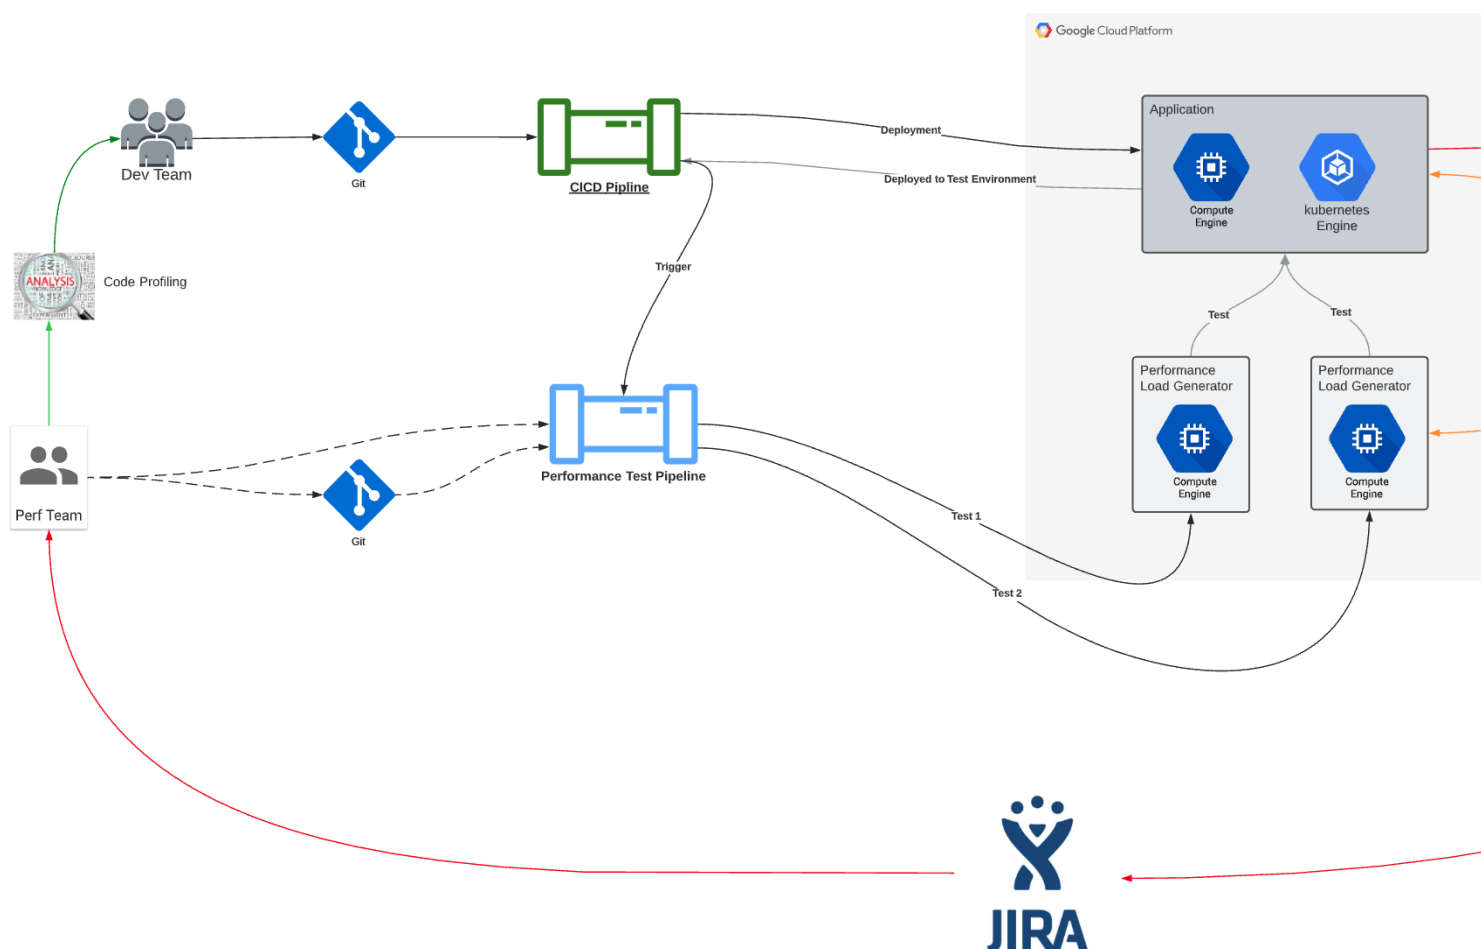 Google Cloud Platform
Application
Deployment
Dev Team
Git
CICD Pipline
Deployed to Test Environment
Compute
Engine
kubernetes
Engine
Trigger
ANALYSIS
Code Profiling
Test
Test
Performance
Load Generator
Performance
Load Generator
Compute
Engine
Compute
Engine
Performance Test Pipeline
Perf Team
Git
Test 1
Test 2
JIRA